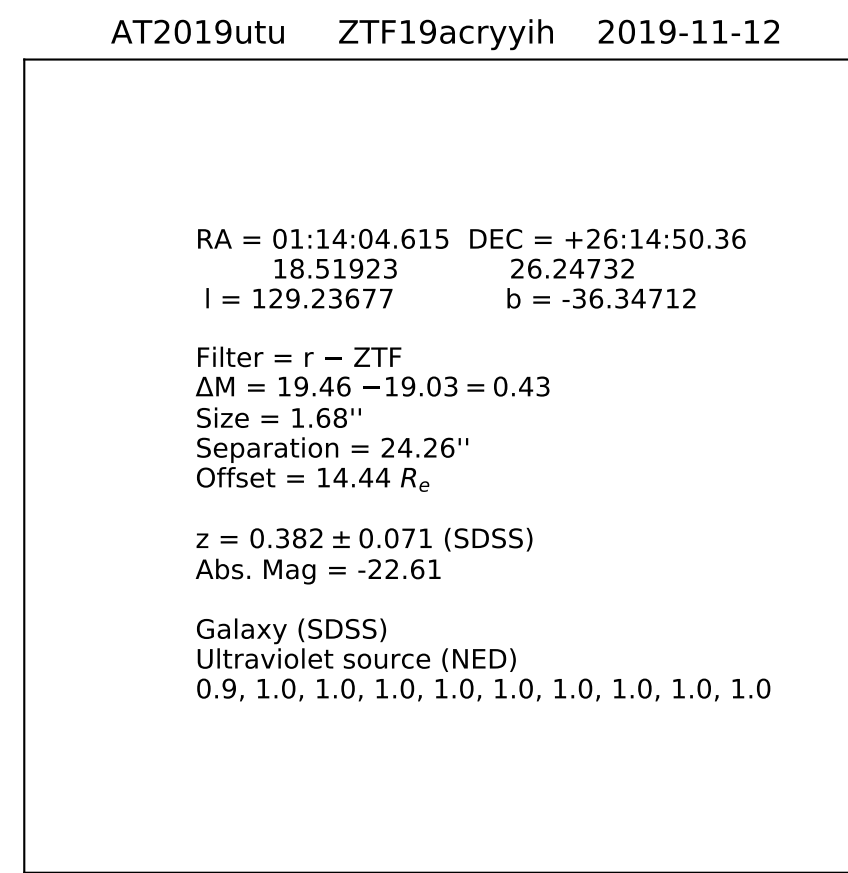 AT2019utu ZTF19acryyih 2019-11-12
RA = 01:14:04.615 DEC = +26:14:50.36
18.51923 26.24732
l = 129.23677 b = -36.34712
Filter = r − ZTF
ΔM = 19.46 −19.03 = 0.43
Size = 1.68''
Separation = 24.26''
Offset = 14.44 Re
z = 0.382 ± 0.071 (SDSS)
Abs. Mag = -22.61
Galaxy (SDSS)
Ultraviolet source (NED)
0.9, 1.0, 1.0, 1.0, 1.0, 1.0, 1.0, 1.0, 1.0, 1.0